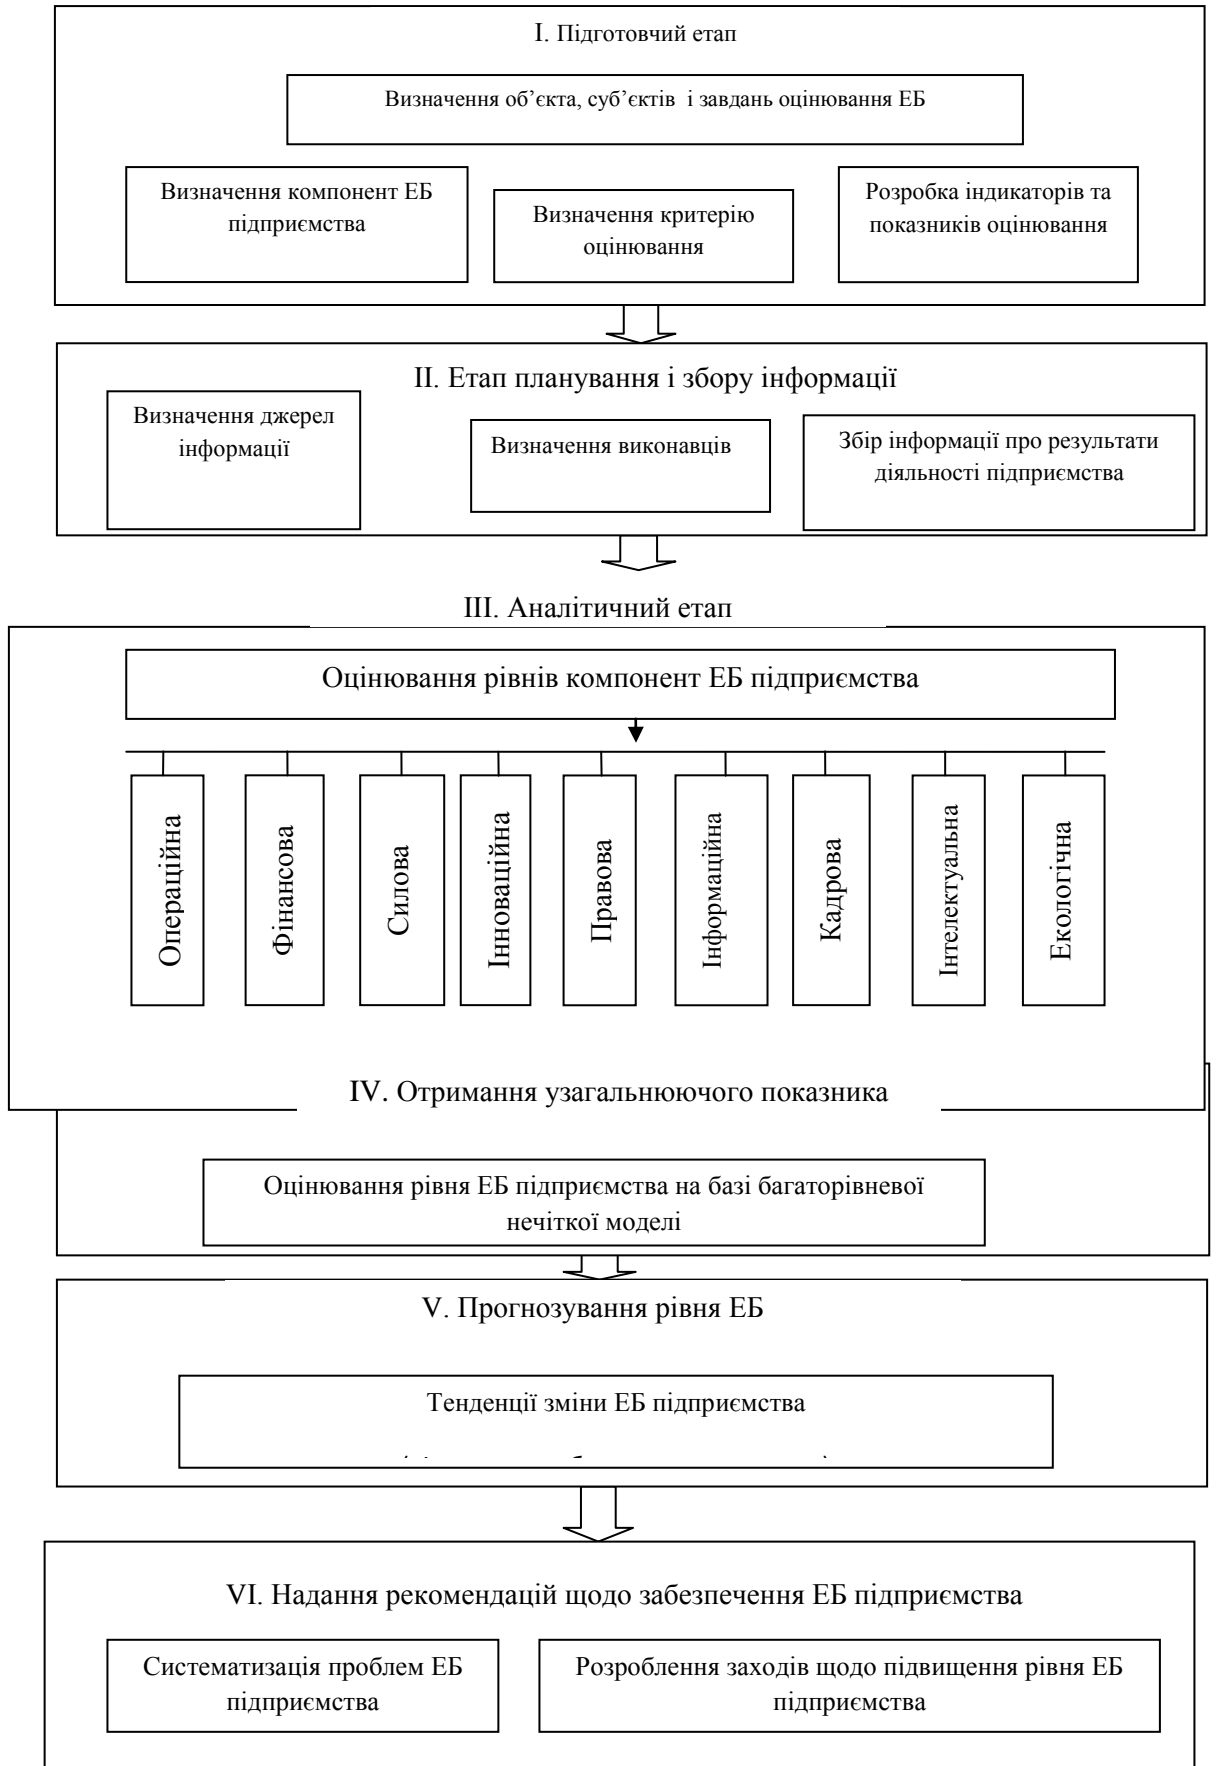 I. Підготовчий етап
Визначення об’єкта, суб’єктів і завдань оцінювання ЕБ
Визначення компонент ЕБ
підприємства
Визначення критерію
оцінювання
Розробка індикаторів та
показників оцінювання
II. Етап планування і збору інформації
Визначення джерел
інформації
Визначення виконавців
Збір інформації про результати
діяльності підприємства
III. Аналітичний етап
Оцінювання рівнів компонент ЕБ підприємства
Операційна
Фінансова
Силова
Інноваційна
Правова
Інформаційна
Кадрова
Інтелектуальна
Екологічна
IV. Отримання узагальнюючого показника
Оцінювання рівня ЕБ підприємства на базі багаторівневої
нечіткої моделі
V. Прогнозування рівня ЕБ
Тенденції зміни ЕБ підприємства
VI. Надання рекомендацій щодо забезпечення ЕБ підприємства
Систематизація проблем ЕБ
підприємства
Розроблення заходів щодо підвищення рівня ЕБ
підприємства